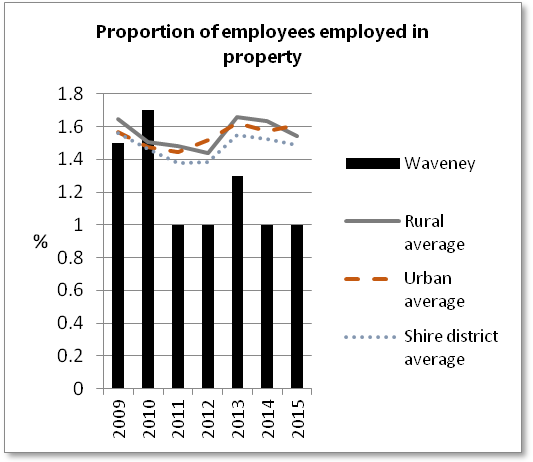 Proportion of employees employed in
property
1.8
1.6
1.4
1.2
1
0.8
0.6
0.4
0.2
0
%
2009
2010
2011
2012
2013
2014
2015
Waveney
Rural
average
Urban
average
Shire district
average